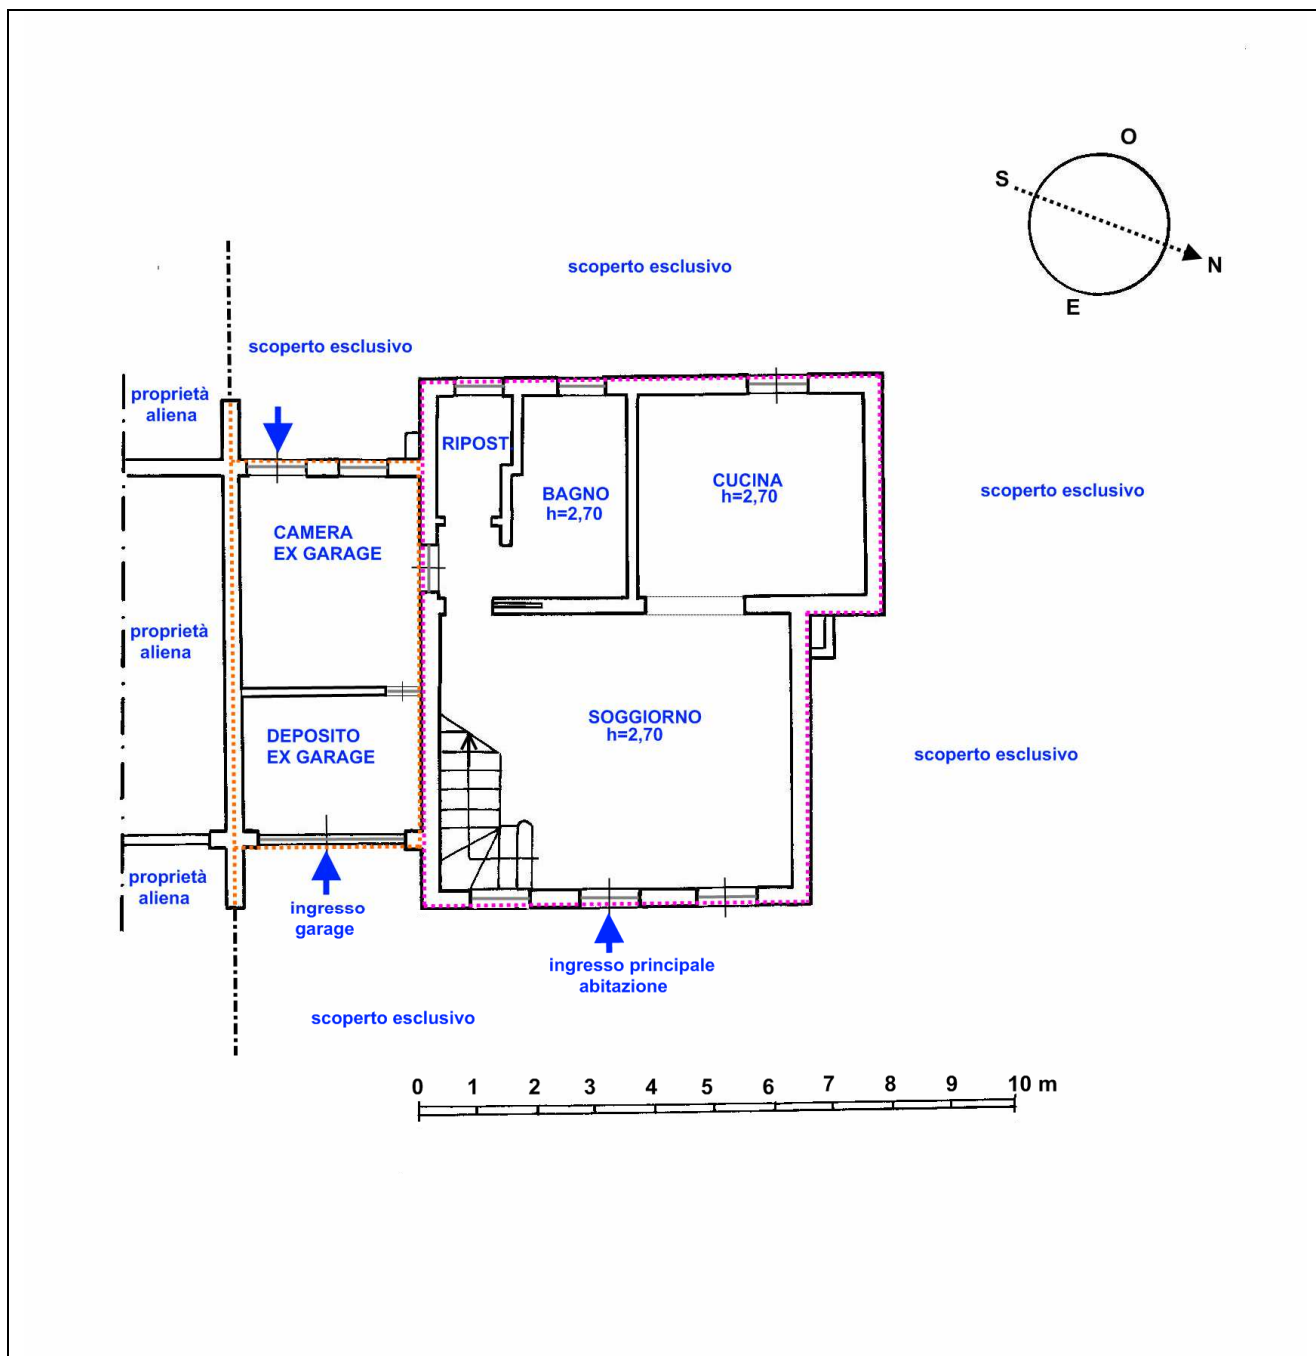 O
S
N
E
scoperto esclusivo
scoperto esclusivo
proprietà
aliena
RIPOST.
BAGNO
h=2,70
CUCINA
h=2,70
scoperto esclusivo
CAMERA
EX GARAGE
proprietà
aliena
DEPOSITO
EX GARAGE
SOGGIORNO
h=2,70
scoperto esclusivo
proprietà
aliena
ingresso
garage
ingresso principale
abitazione
scoperto esclusivo
0 1 2 3 4 5 6 7 8 9 10 m